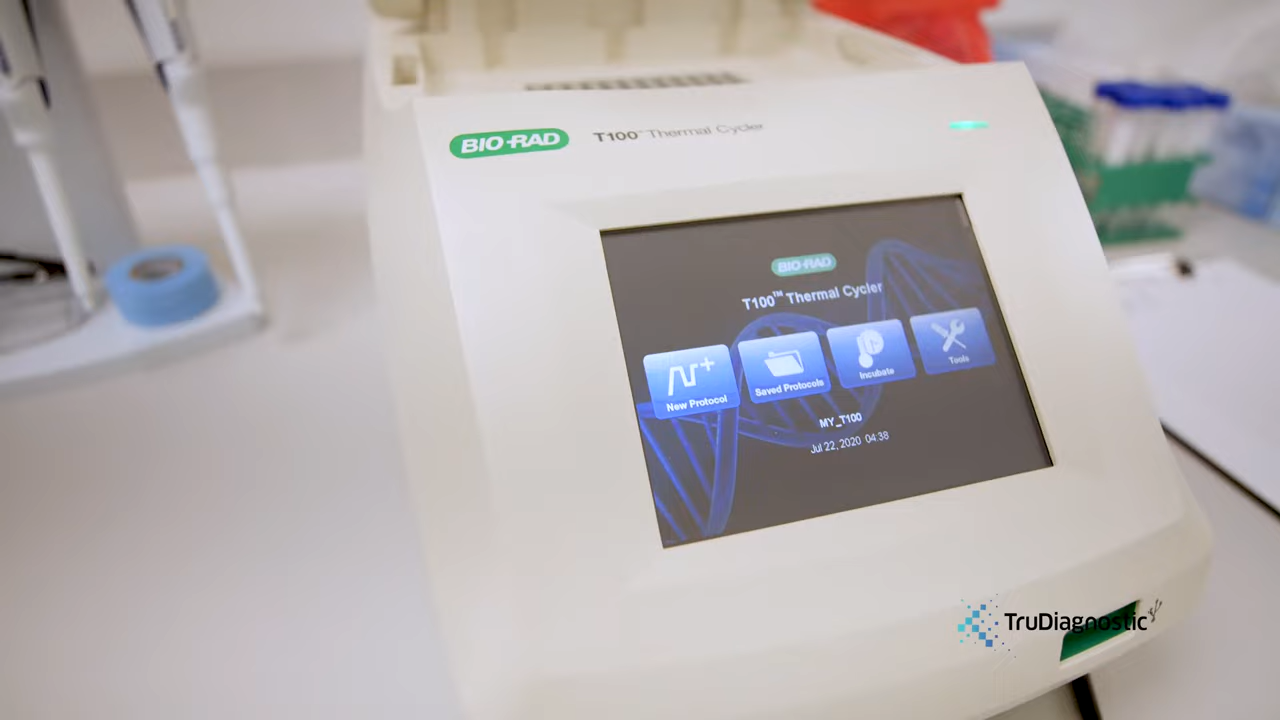 BIO-RAD T100™ Thermal Cycler
BIO-RAD
T100™ Thermal Cycler
New Protocol
Saved Protocols
Incubate
Tools
MY_T100
Jul 22, 2020 04:38
TruDiagnostic